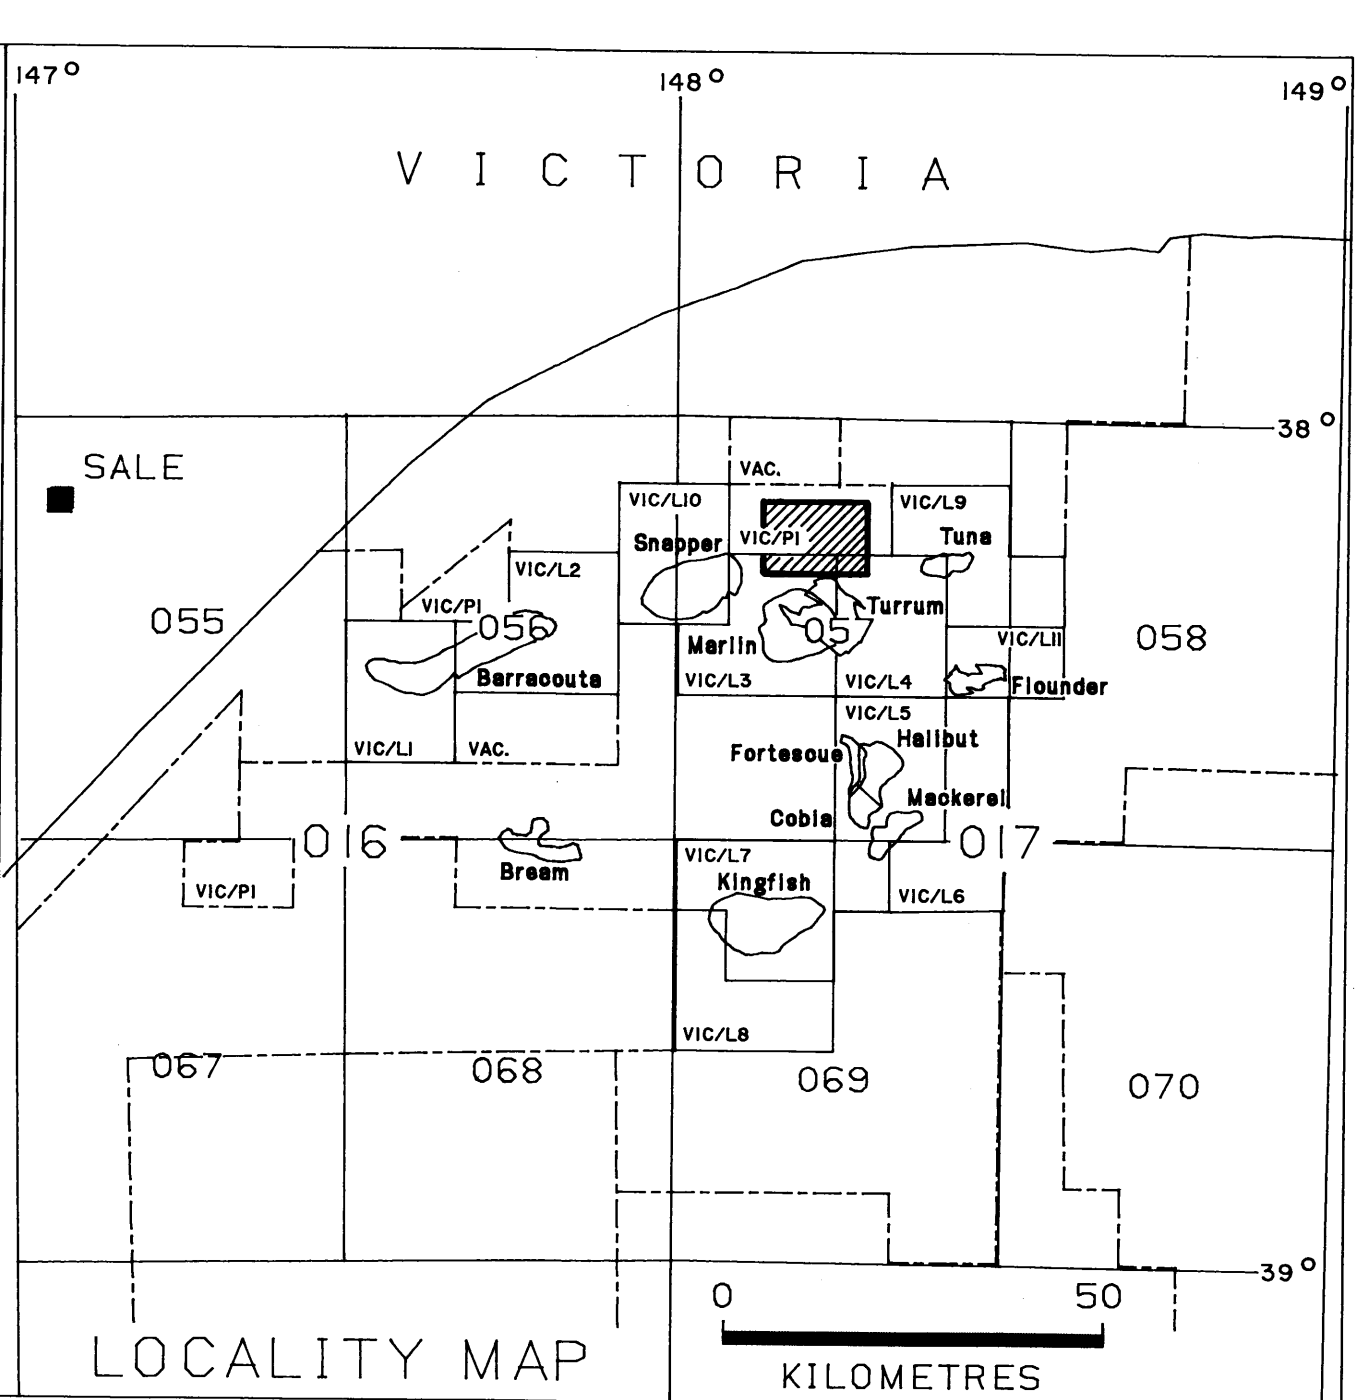 147° 148° 149°
VICTORIA
38°
SALE
VAC.
VIC/L10
VIC/L9
VIC/P1
Snapper
Tuna
VIC/L2
VIC/P1
Turrum
055
056
05
058
Marlin
VIC/L11
Barracouta
VIC/L3
VIC/L4
Flounder
VIC/L5
VIC/L1
VAC.
Fortescue
Halibut
Mackerel
Cobia
016
017
VIC/L7
Bream
Kingfish
VIC/P1
VIC/L6
VIC/L8
067
068
069
070
39°
0 50
LOCALITY MAP
KILOMETRES